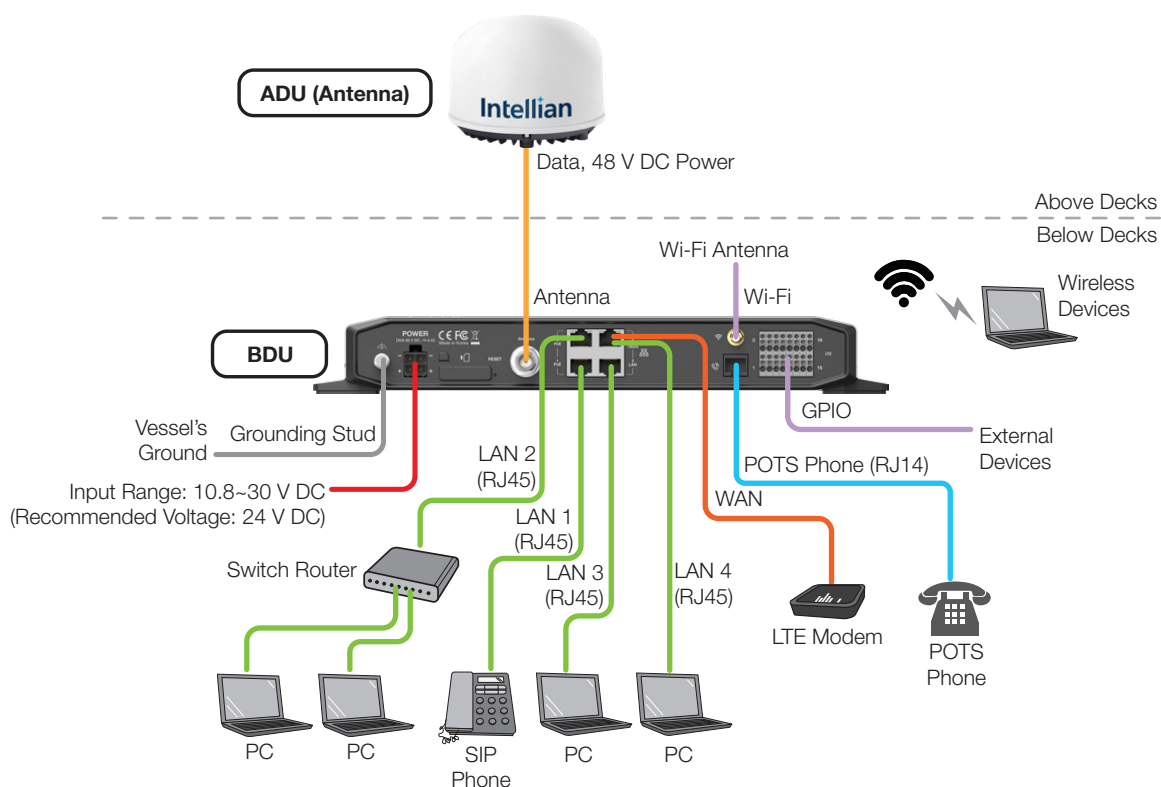 ADU (Antenna)
Intellian
Data, 48 V DC Power
Above Decks
Below Decks
Wi-Fi Antenna
Wireless
Devices
Antenna
Wi-Fi
BDU
POWER
RESET
Vessel's
Ground
Grounding Stud
GPIO
External
Devices
LAN 2
(RJ45)
POTS Phone (RJ14)
Input Range: 10.8~30 V DC
(Recommended Voltage: 24 V DC)
WAN
LAN 1
(RJ45)
Switch Router
LAN 3
(RJ45)
LAN 4
(RJ45)
LTE Modem
POTS
Phone
PC
PC
SIP
Phone
PC
PC